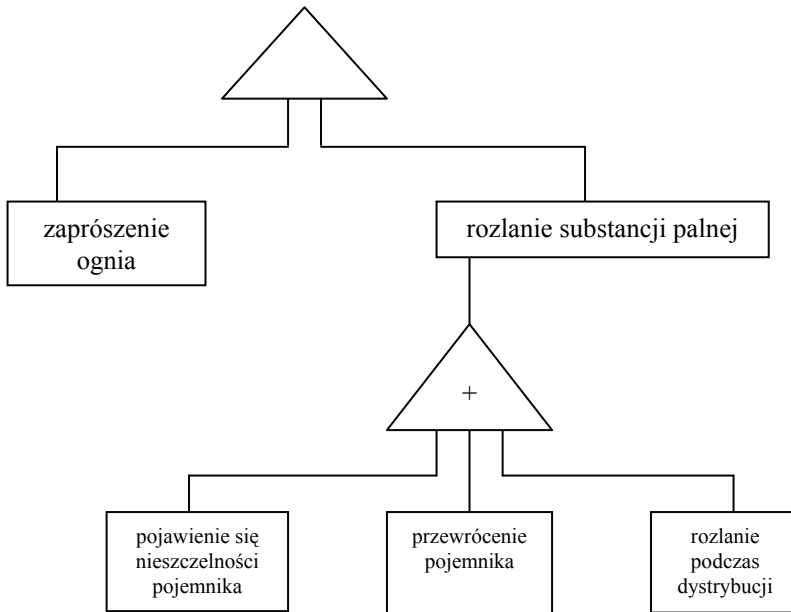 zaprószenie
ognia
rozlanie substancji palnej
+
pojawienie się
nieszczelności
pojemnika
przewrócenie
pojemnika
rozlanie
podczas
dystrybucji